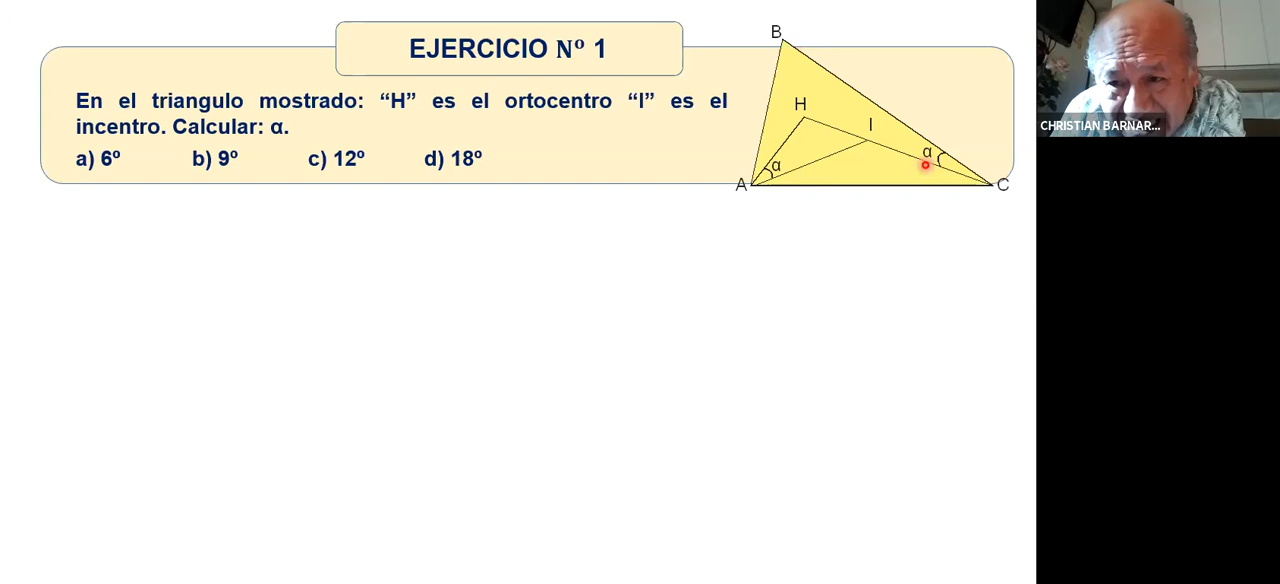 EJERCICIO Nº 1
En el triangulo mostrado: “H” es el ortocentro “I” es el
incentro. Calcular: α.
a) 6º b) 9º c) 12º d) 18º
B
H
I
α
α
A
C
CHRISTIAN BARNAR...